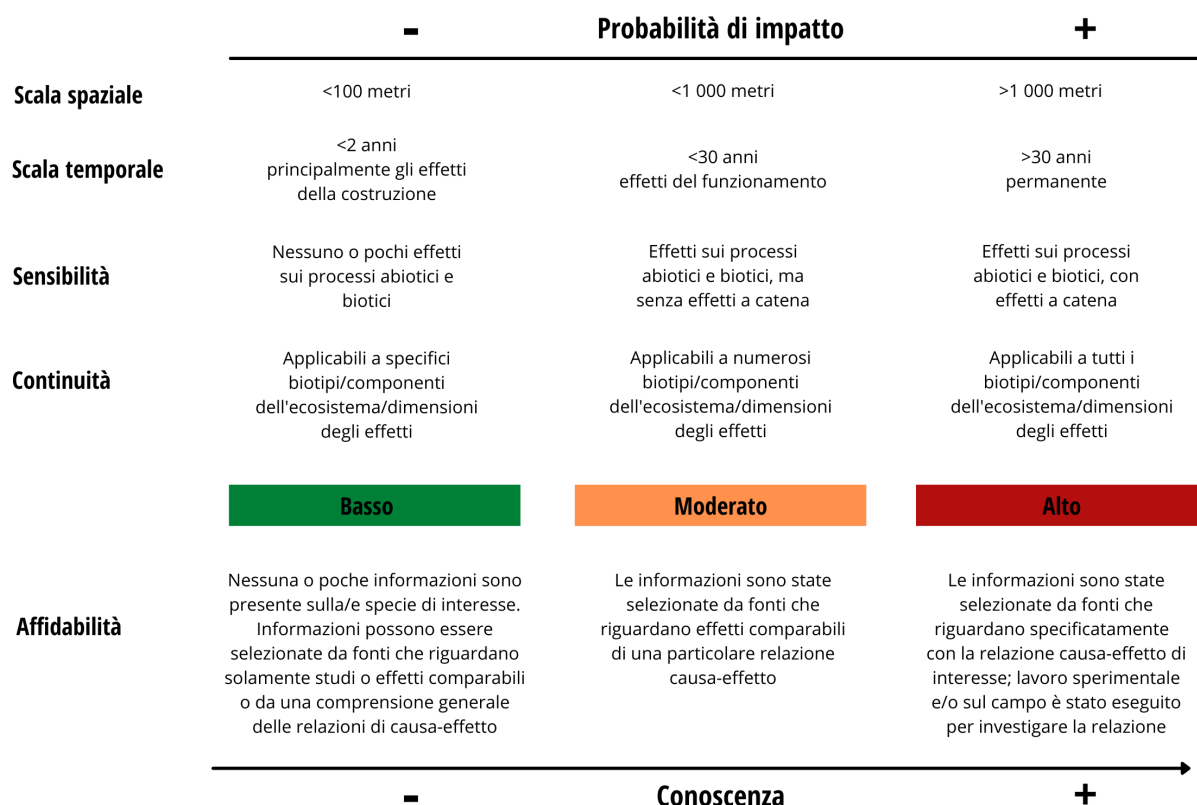 - Probabilità di impatto +
Scala spaziale
<100 metri
<1 000 metri
>1 000 metri
Scala temporale
<2 anni
principalmente gli effetti
della costruzione
<30 anni
effetti del funzionamento
>30 anni
permanente
Sensibilità
Nessuno o pochi effetti
sui processi abiotici e
biotici
Effetti sui processi
abiotici e biotici, ma
senza effetti a catena
Effetti sui processi
abiotici e biotici, con
effetti a catena
Continuità
Applicabili a specifici
biotipi/componenti
dell'ecosistema/dimensioni
degli effetti
Applicabili a numerosi
biotipi/componenti
dell'ecosistema/dimensioni
degli effetti
Applicabili a tutti i
biotipi/componenti
dell'ecosistema/dimensioni
degli effetti
Basso
Moderato
Alto
Affidabilità
Nessuna o poche informazioni sono
presente sulla/e specie di interesse.
Informazioni possono essere
selezionate da fonti che riguardano
solamente studi o effetti comparabili
o da una comprensione generale
delle relazioni di causa-effetto
Le informazioni sono state
selezionate da fonti che
riguardano effetti comparabili
di una particolare relazione
causa-effetto
Le informazioni sono state
selezionate da fonti che
riguardano specificatamente
con la relazione causa-effetto di
interesse; lavoro sperimentale
e/o sul campo è stato eseguito
per investigare la relazione
- Conoscenza +